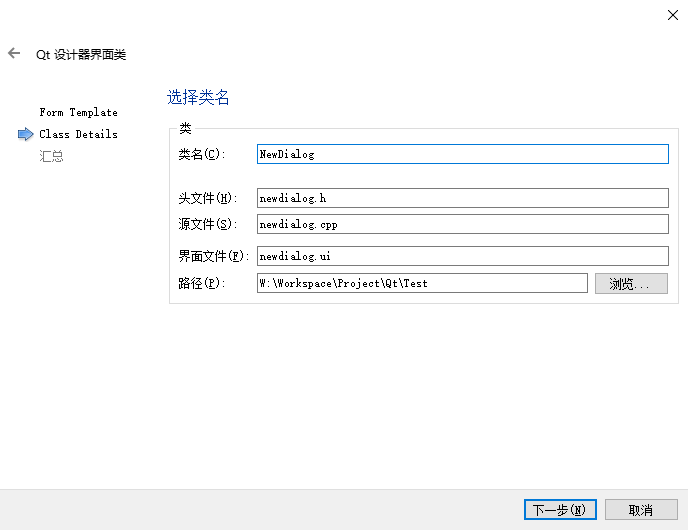 Qt 设计器界面类
Form Template
Class Details
汇总
选择类名
类
类名(C): NewDialog
头文件(H): newdialog.h
源文件(S): newdialog.cpp
界面文件(F): newdialog.ui
路径(P): W:\Workspace\Project\Qt\Test 浏览...
下一步(N) 取消